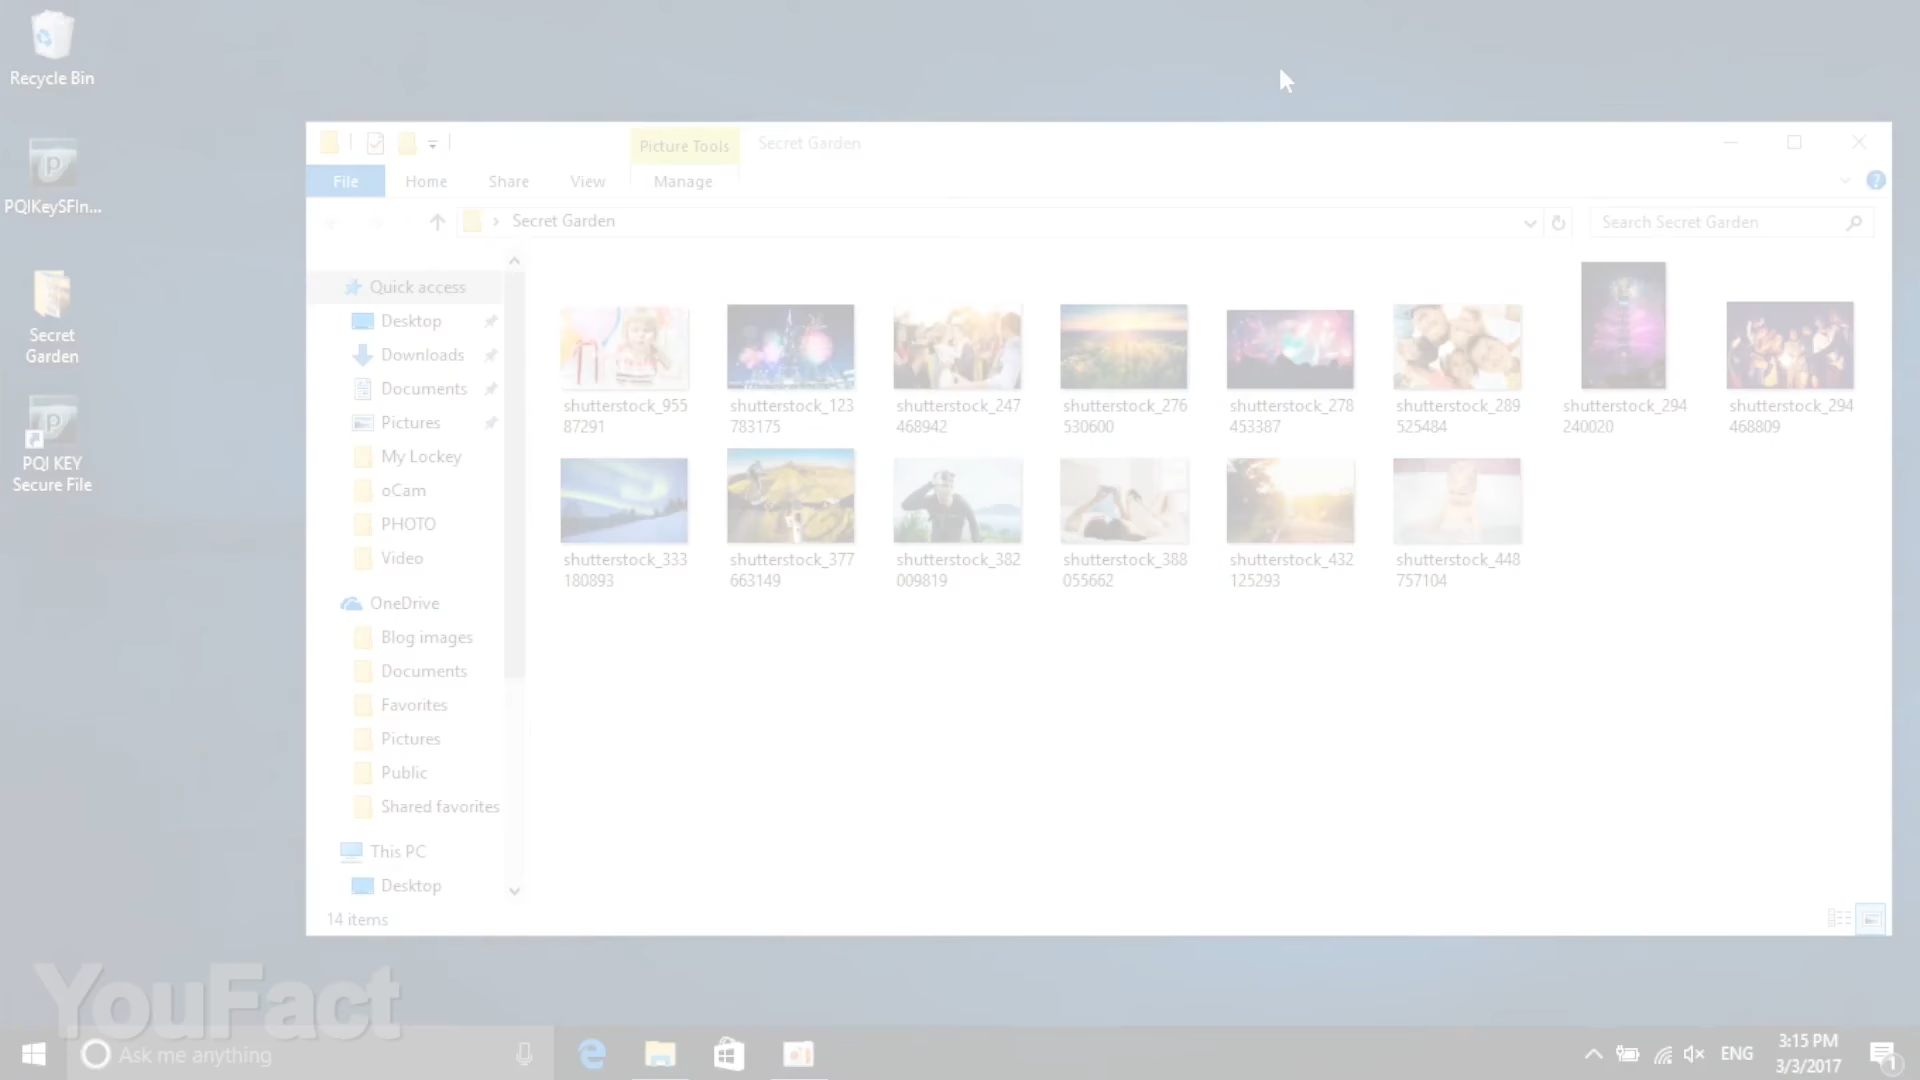 Recycle Bin
PQIKeySFIn...
Secret
Garden
PQI KEY
Secure File
Picture Tools
Secret Garden
File
Home
Share
View
Manage
Secret Garden
Search Secret Garden
Quick access
Desktop
Downloads
Documents
Pictures
My Lockey
oCam
PHOTO
Video
OneDrive
Blog images
Documents
Favorites
Pictures
Public
Shared favorites
This PC
Desktop
shutterstock_955
87291
shutterstock_123
783175
shutterstock_247
468942
shutterstock_276
530600
shutterstock_278
453387
shutterstock_289
525484
shutterstock_294
240020
shutterstock_294
468809
shutterstock_333
180893
shutterstock_377
663149
shutterstock_382
009819
shutterstock_388
055662
shutterstock_432
125293
shutterstock_448
757104
14 items
YouFact
Ask me anything
ENG
3:15 PM
3/3/2017
1